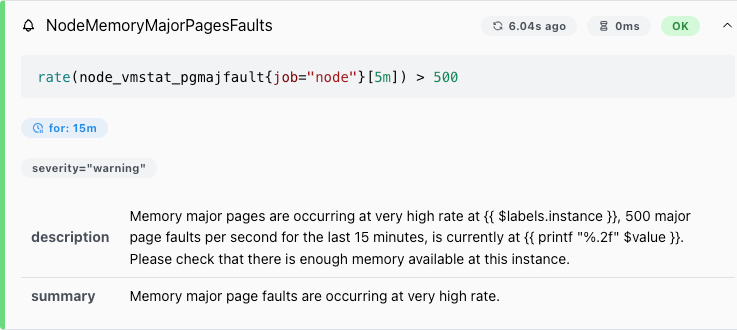 NodeMemoryMajorPagesFaults 6.04s ago 0ms OK
rate(node_vmstat_pgmajfault{job="node"}[5m]) > 500
for: 15m
severity="warning"
description
Memory major pages are occurring at very high rate at {{ $labels.instance }}, 500 major
page faults per second for the last 15 minutes, is currently at {{ printf "%.2f" $value }}.
Please check that there is enough memory available at this instance.
summary Memory major page faults are occurring at very high rate.